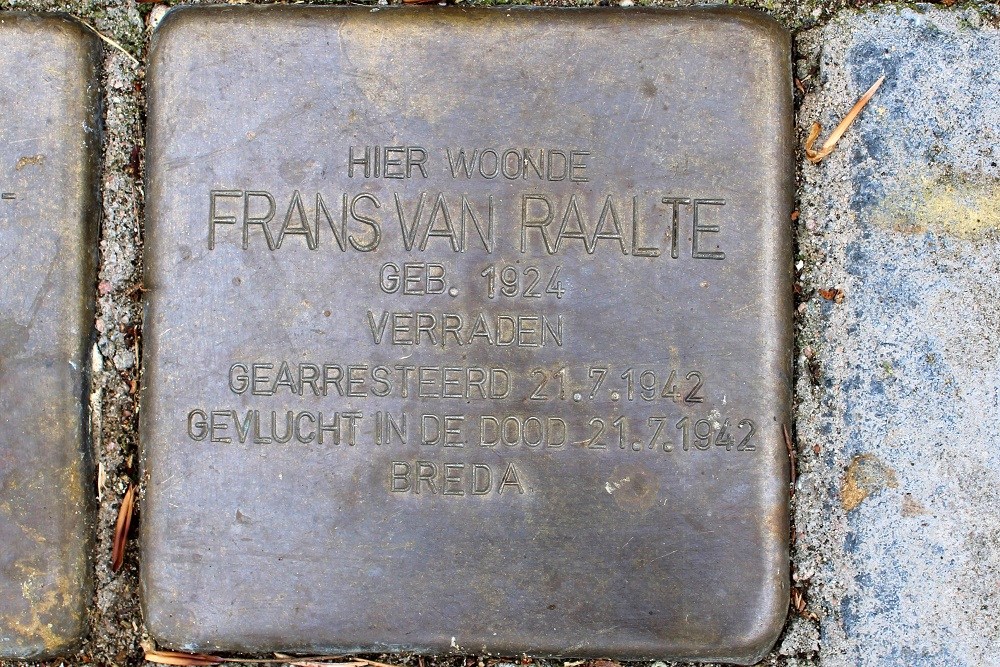 HIER WOONDE
FRANS VAN RAALTE
GEB. 1924
VERRADEN
GEARRESTEERD 21.7.1942
GEVLUCHT IN DE DOOD 21.7.1942
BREDA